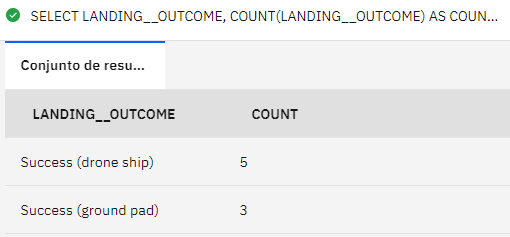 SELECT LANDING__OUTCOME, COUNT(LANDING__OUTCOME) AS COUN...
Conjunto de resu...
LANDING__OUTCOME COUNT
Success (drone ship) 5
Success (ground pad) 3